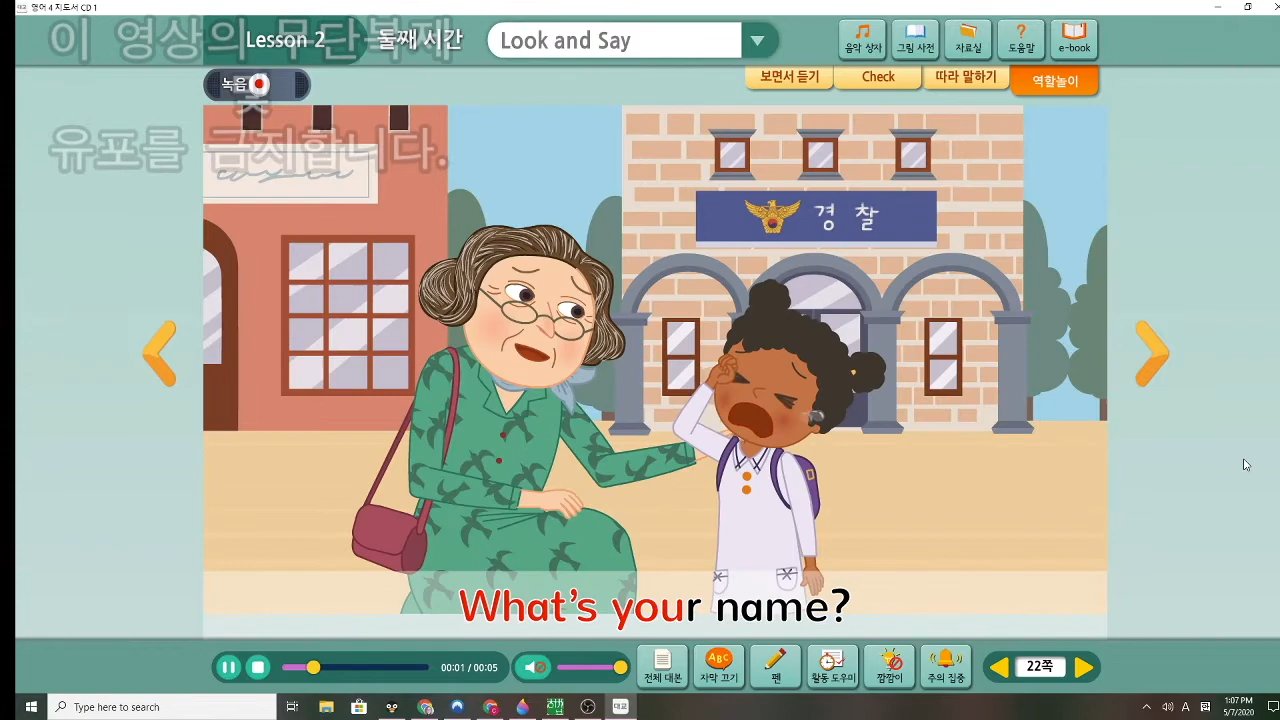 영어 4 지도서 CD 1
이 영상의 무단복제
및
유포를 금지합니다.
Lesson 2
둘째 시간
Look and Say
음악 상자
그림 사전
자료실
도움말
e-book
녹음
보면서 듣기
Check
따라 말하기
역할놀이
경찰
What's your name?
00:01 / 00:05
전체 대본
ABC
자막 끄기
펜
활동 도우미
깜깜이
주의 집중
22쪽
Type here to search
대교
A
1:07 PM
5/7/2020